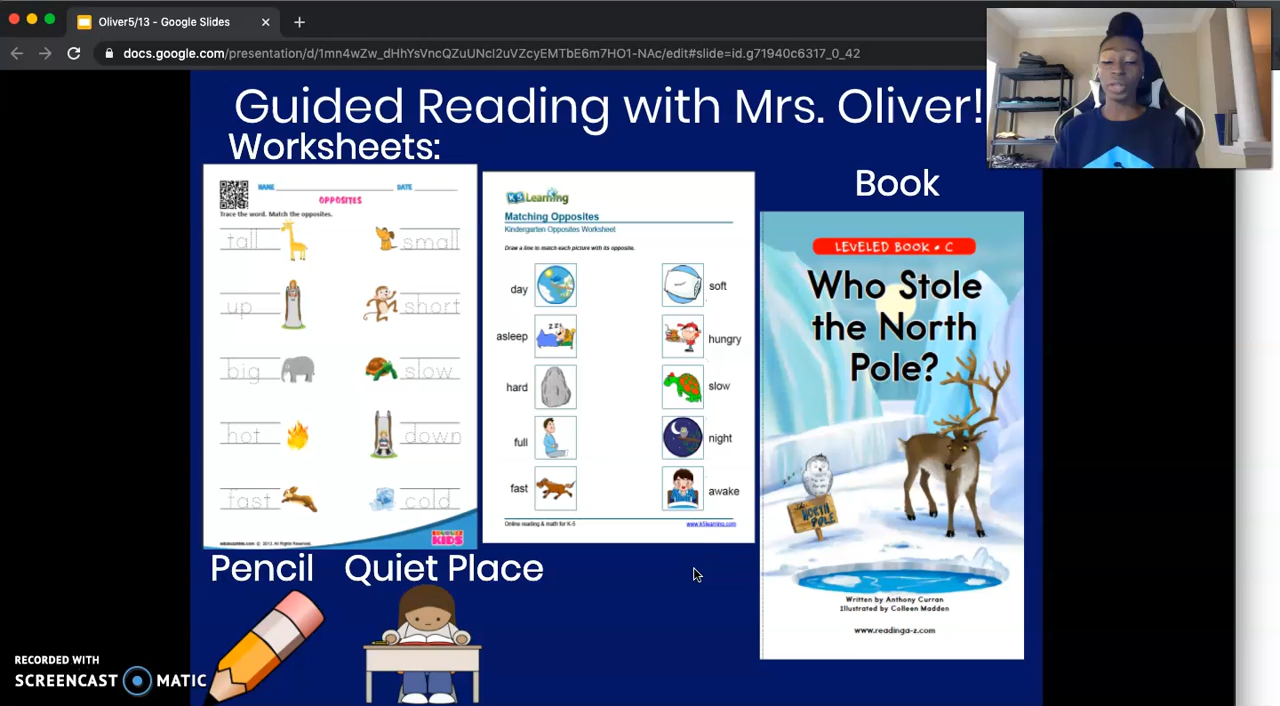 Oliver5/13 - Google Slides
docs.google.com/presentation/d/1mn4wZw_dHhYsVncQZuUNcI2uVZcyEMTbE6m7HO1-NAc/edit#slide=id.g71940c6317_0_42
Guided Reading with Mrs. Oliver!
Worksheets:
NAME DATE
OPPOSITES
Trace the word. Match the opposites.
tall small
up short
big slow
hot down
fast cold
KIDS
K5 Learning
Matching Opposites
Kindergarten Opposites Worksheet
Draw a line to match each picture with its opposite.
day soft
asleep hungry
hard slow
full night
fast awake
Online reading & math for K-5 www.k5learning.com
Book
LEVELED BOOK • C
Who Stole
the North
Pole?
The
NORTH
POLE
Written by Anthony Curran
Illustrated by Colleen Madden
www.readinga-z.com
Pencil Quiet Place
RECORDED WITH
SCREENCAST MATIC